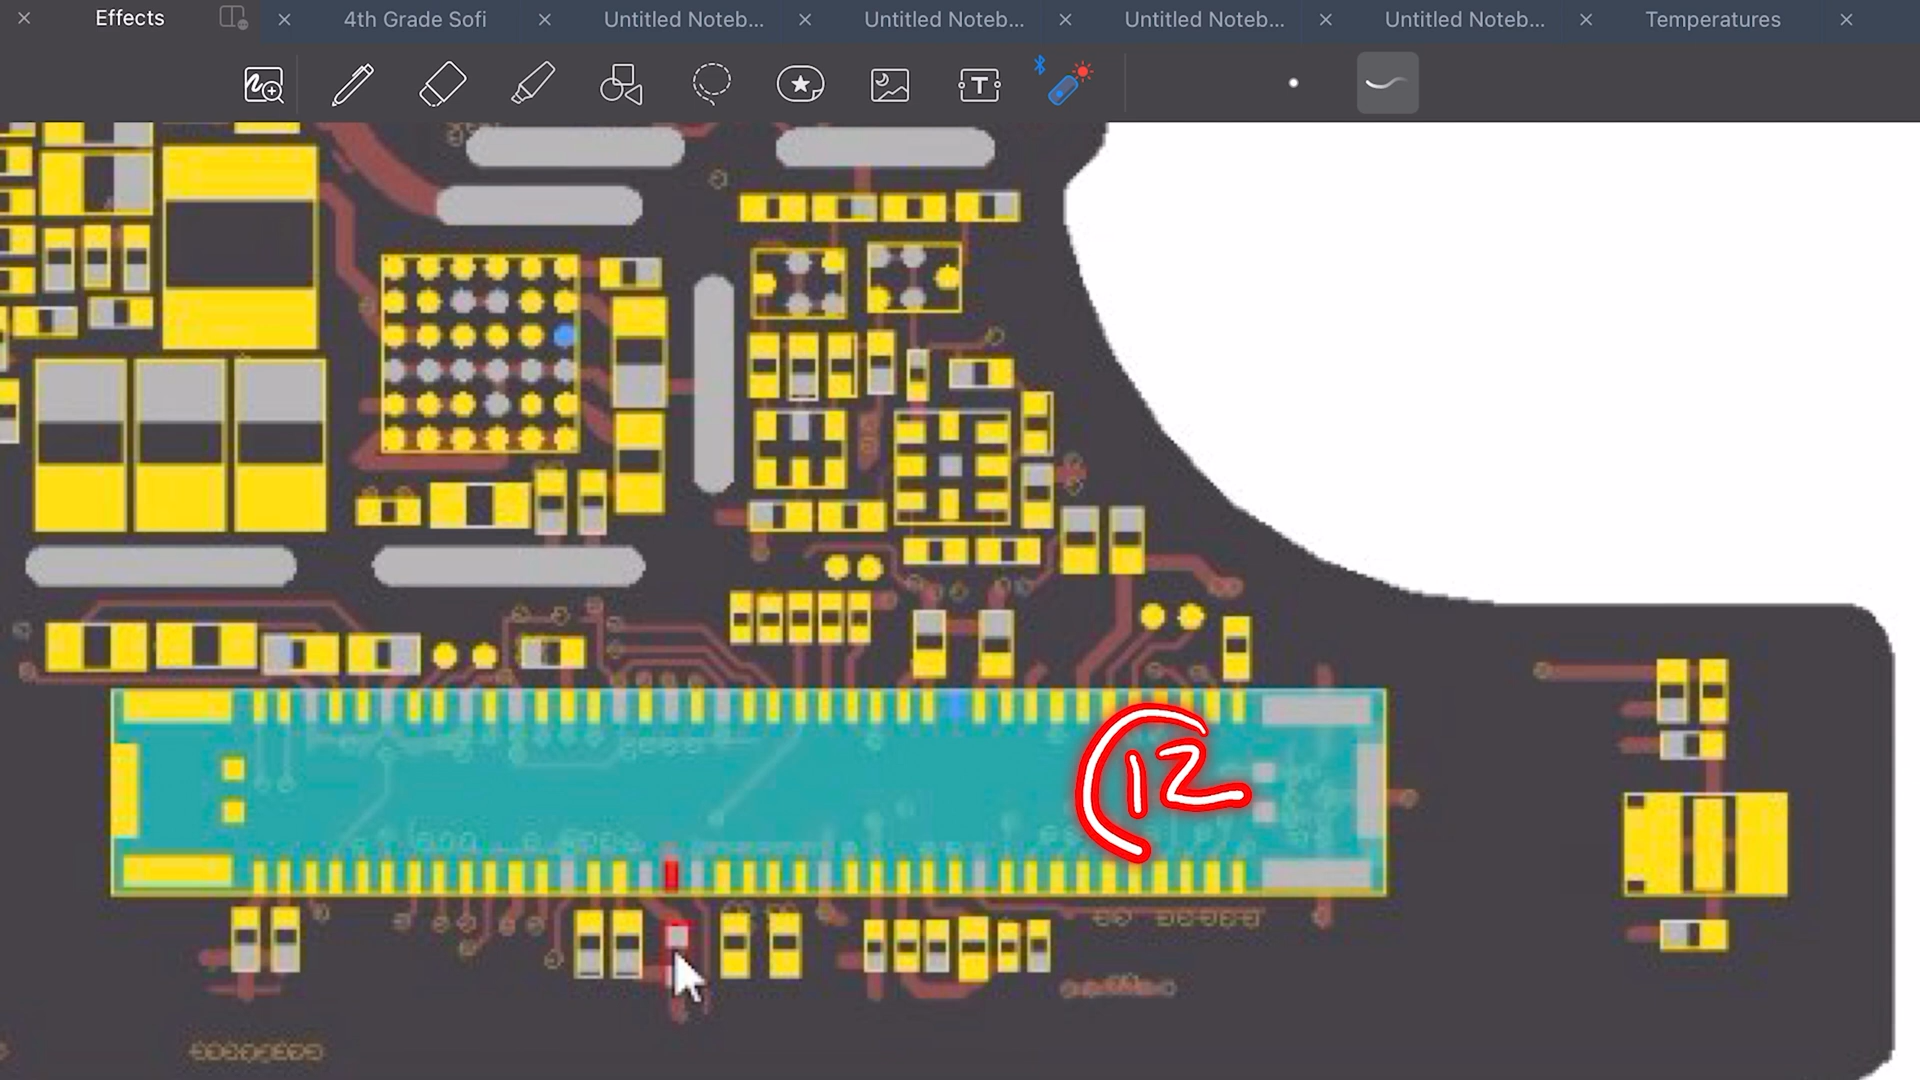 Effects
4th Grade Sofi
Untitled Noteb...
Untitled Noteb...
Untitled Noteb...
Untitled Noteb...
Temperatures
T
12